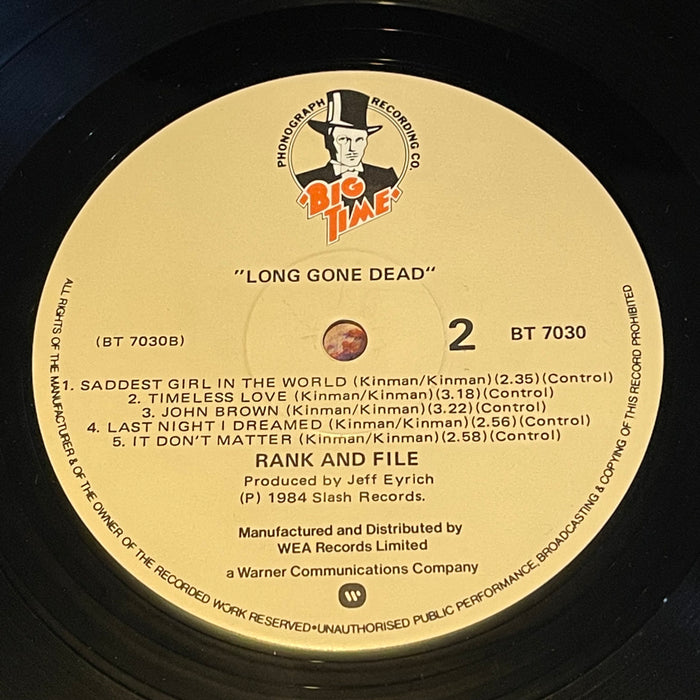 PHONOGRAPH RECORDING CO.
BIG
TIME
"LONG GONE DEAD"
(BT 7030B)
2
BT 7030
1. SADDEST GIRL IN THE WORLD (Kinman/Kinman)(2.35)(Control)
2. TIMELESS LOVE (Kinman/Kinman)(3.18)(Control)
3. JOHN BROWN (Kinman/Kinman)(3.22)(Control)
4. LAST NIGHT I DREAMED (Kinman/Kinman)(2.56)(Control)
5. IT DON'T MATTER (Kinman/Kinman)(2.58)(Control)
RANK AND FILE
Produced by Jeff Eyrich
(P) 1984 Slash Records.
Manufactured and Distributed by
WEA Records Limited
a Warner Communications Company
ALL RIGHTS OF THE MANUFACTURER & OF THE OWNER OF THE RECORDED WORK RESERVED•UNAUTHORISED PUBLIC PERFORMANCE, BROADCASTING & COPYING OF THIS RECORD PROHIBITED